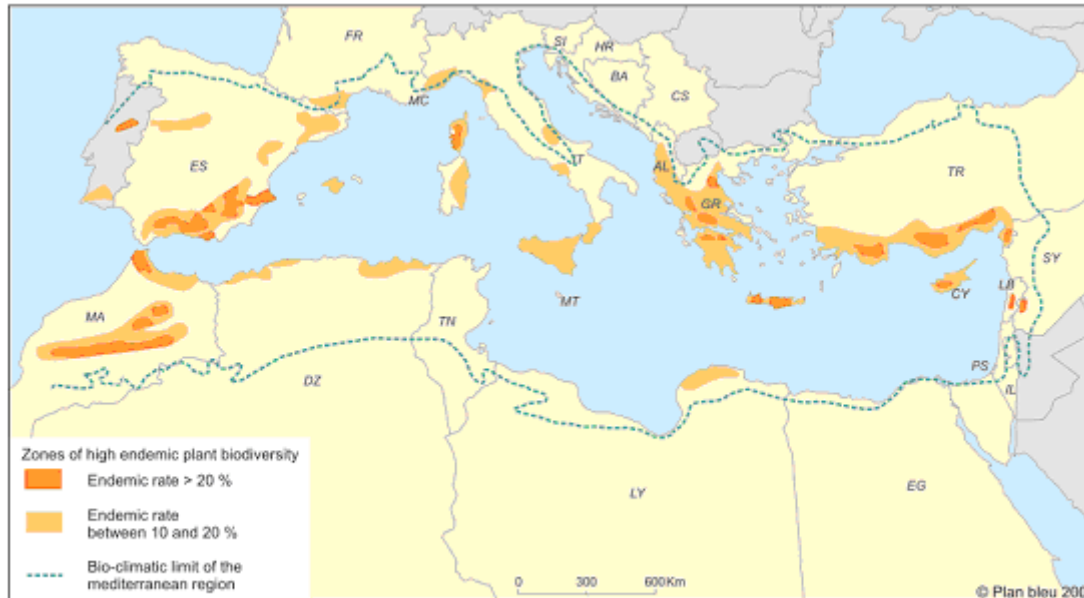 FR
SI
HR
BA
CS
MC
ES
IT
AL
GR
TR
SY
CY
LB
MT
MA
TN
DZ
PS
IL
LY
EG
Zones of high endemic plant biodiversity
Endemic rate > 20 %
Endemic rate
between 10 and 20 %
Bio-climatic limit of the
mediterranean region
0 300 600Km
© Plan bleu 200